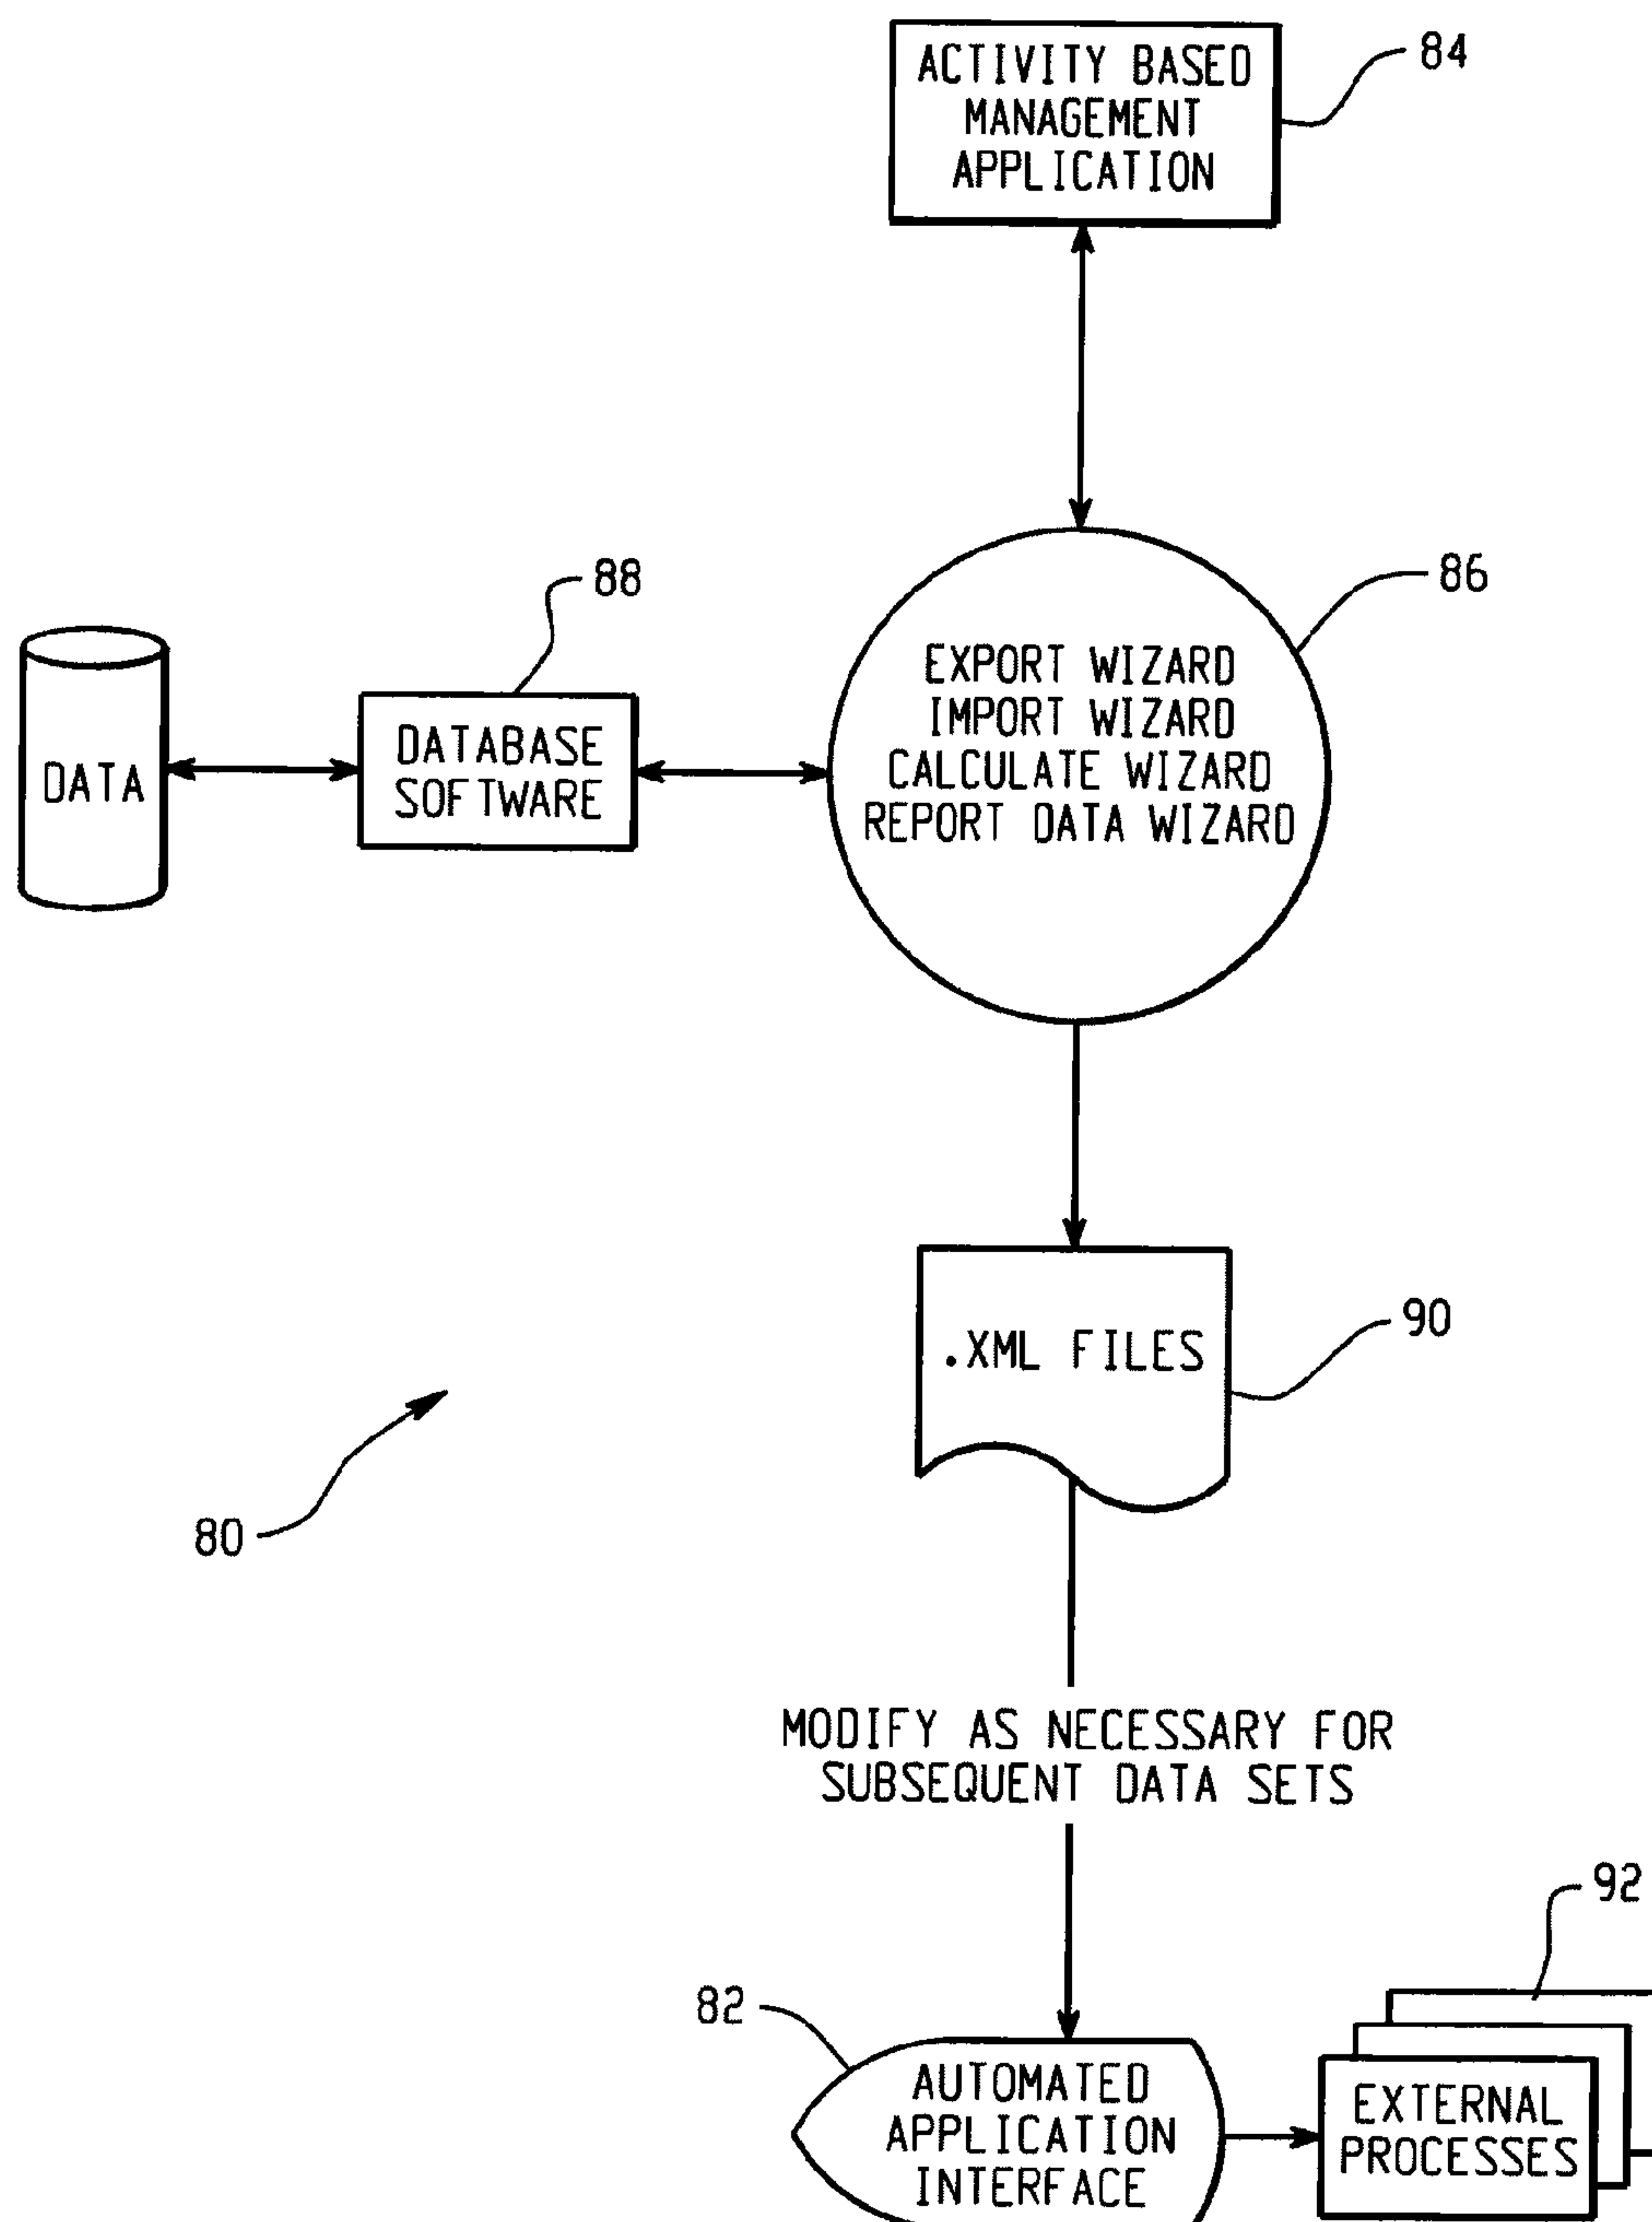 ACTIVITY BASED
MANAGEMENT
APPLICATION
84
88
86
EXPORT WIZARD
IMPORT WIZARD
CALCULATE WIZARD
REPORT DATA WIZARD
DATABASE
SOFTWARE
DATA
.XML FILES
90
80
MODIFY AS NECESSARY FOR
SUBSEQUENT DATA SETS
92
82
AUTOMATED
APPLICATION
INTERFACE
EXTERNAL
PROCESSES